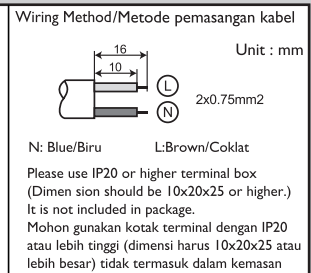 Wiring Method/Metode pemasangan kabel
Unit : mm
16
10
L
2x0.75mm2
N
N: Blue/Biru L:Brown/Coklat
Please use IP20 or higher terminal box
(Dimen sion should be 10x20x25 or higher.)
It is not included in package.
Mohon gunakan kotak terminal dengan IP20
atau lebih tinggi (dimensi harus 10x20x25 atau
lebih besar) tidak termasuk dalam kemasan